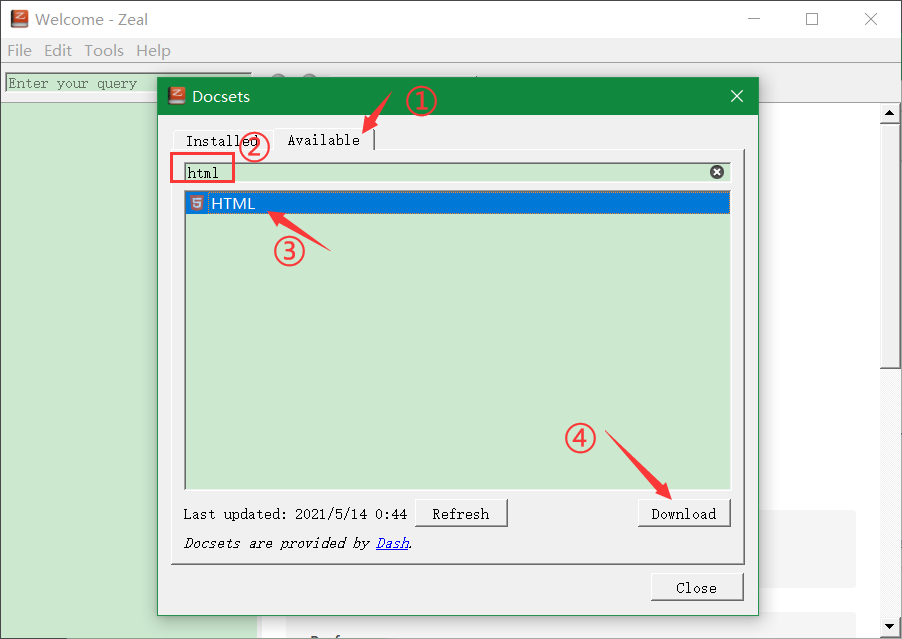 Welcome - Zeal
File Edit Tools Help
Enter your query
Docsets
①
Installed Available
②
html
HTML
③
④
Last updated: 2021/5/14 0:44 Refresh Download
Docsets are provided by Dash.
Close